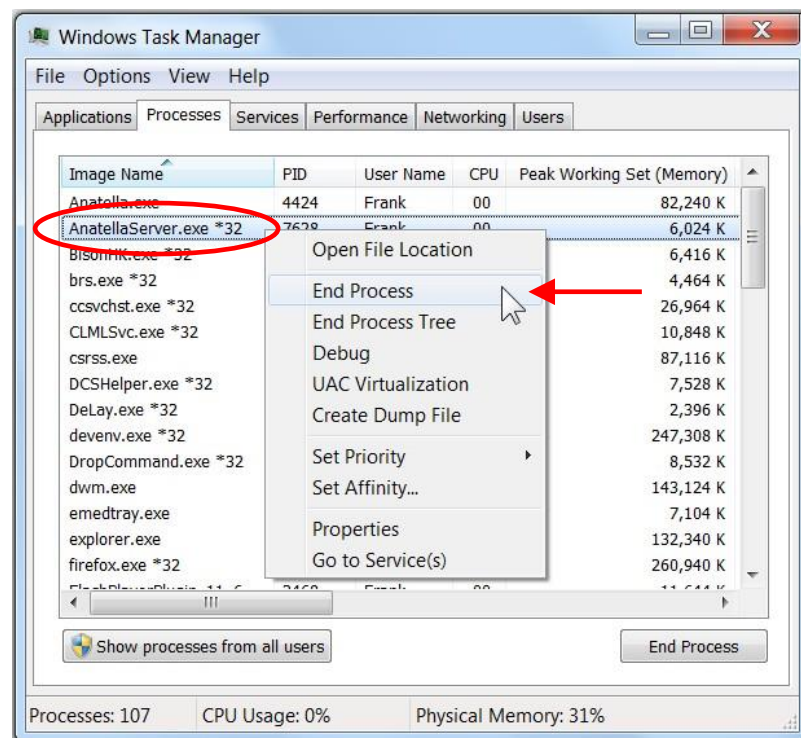 Windows Task Manager
File Options View Help
Applications Processes Services Performance Networking Users
Image Name PID User Name CPU Peak Working Set (Memory)
Anatella.exe 4424 Frank 00 82,240 K
AnatellaServer.exe *32 7628 Frank 00 6,024 K
BisonHK.exe *32 6,416 K
brs.exe *32 4,464 K
ccsvchst.exe *32 26,964 K
CLMLSvc.exe *32 10,848 K
csrss.exe 87,116 K
DCSHelper.exe *32 7,528 K
DeLay.exe *32 2,396 K
devenv.exe *32 247,308 K
DropCommand.exe *32 8,532 K
dwm.exe 143,124 K
emedtray.exe 7,104 K
explorer.exe 132,340 K
firefox.exe *32 260,940 K
Open File Location
End Process
End Process Tree
Debug
UAC Virtualization
Create Dump File
Set Priority
Set Affinity...
Properties
Go to Service(s)
Show processes from all users End Process
Processes: 107 CPU Usage: 0% Physical Memory: 31%